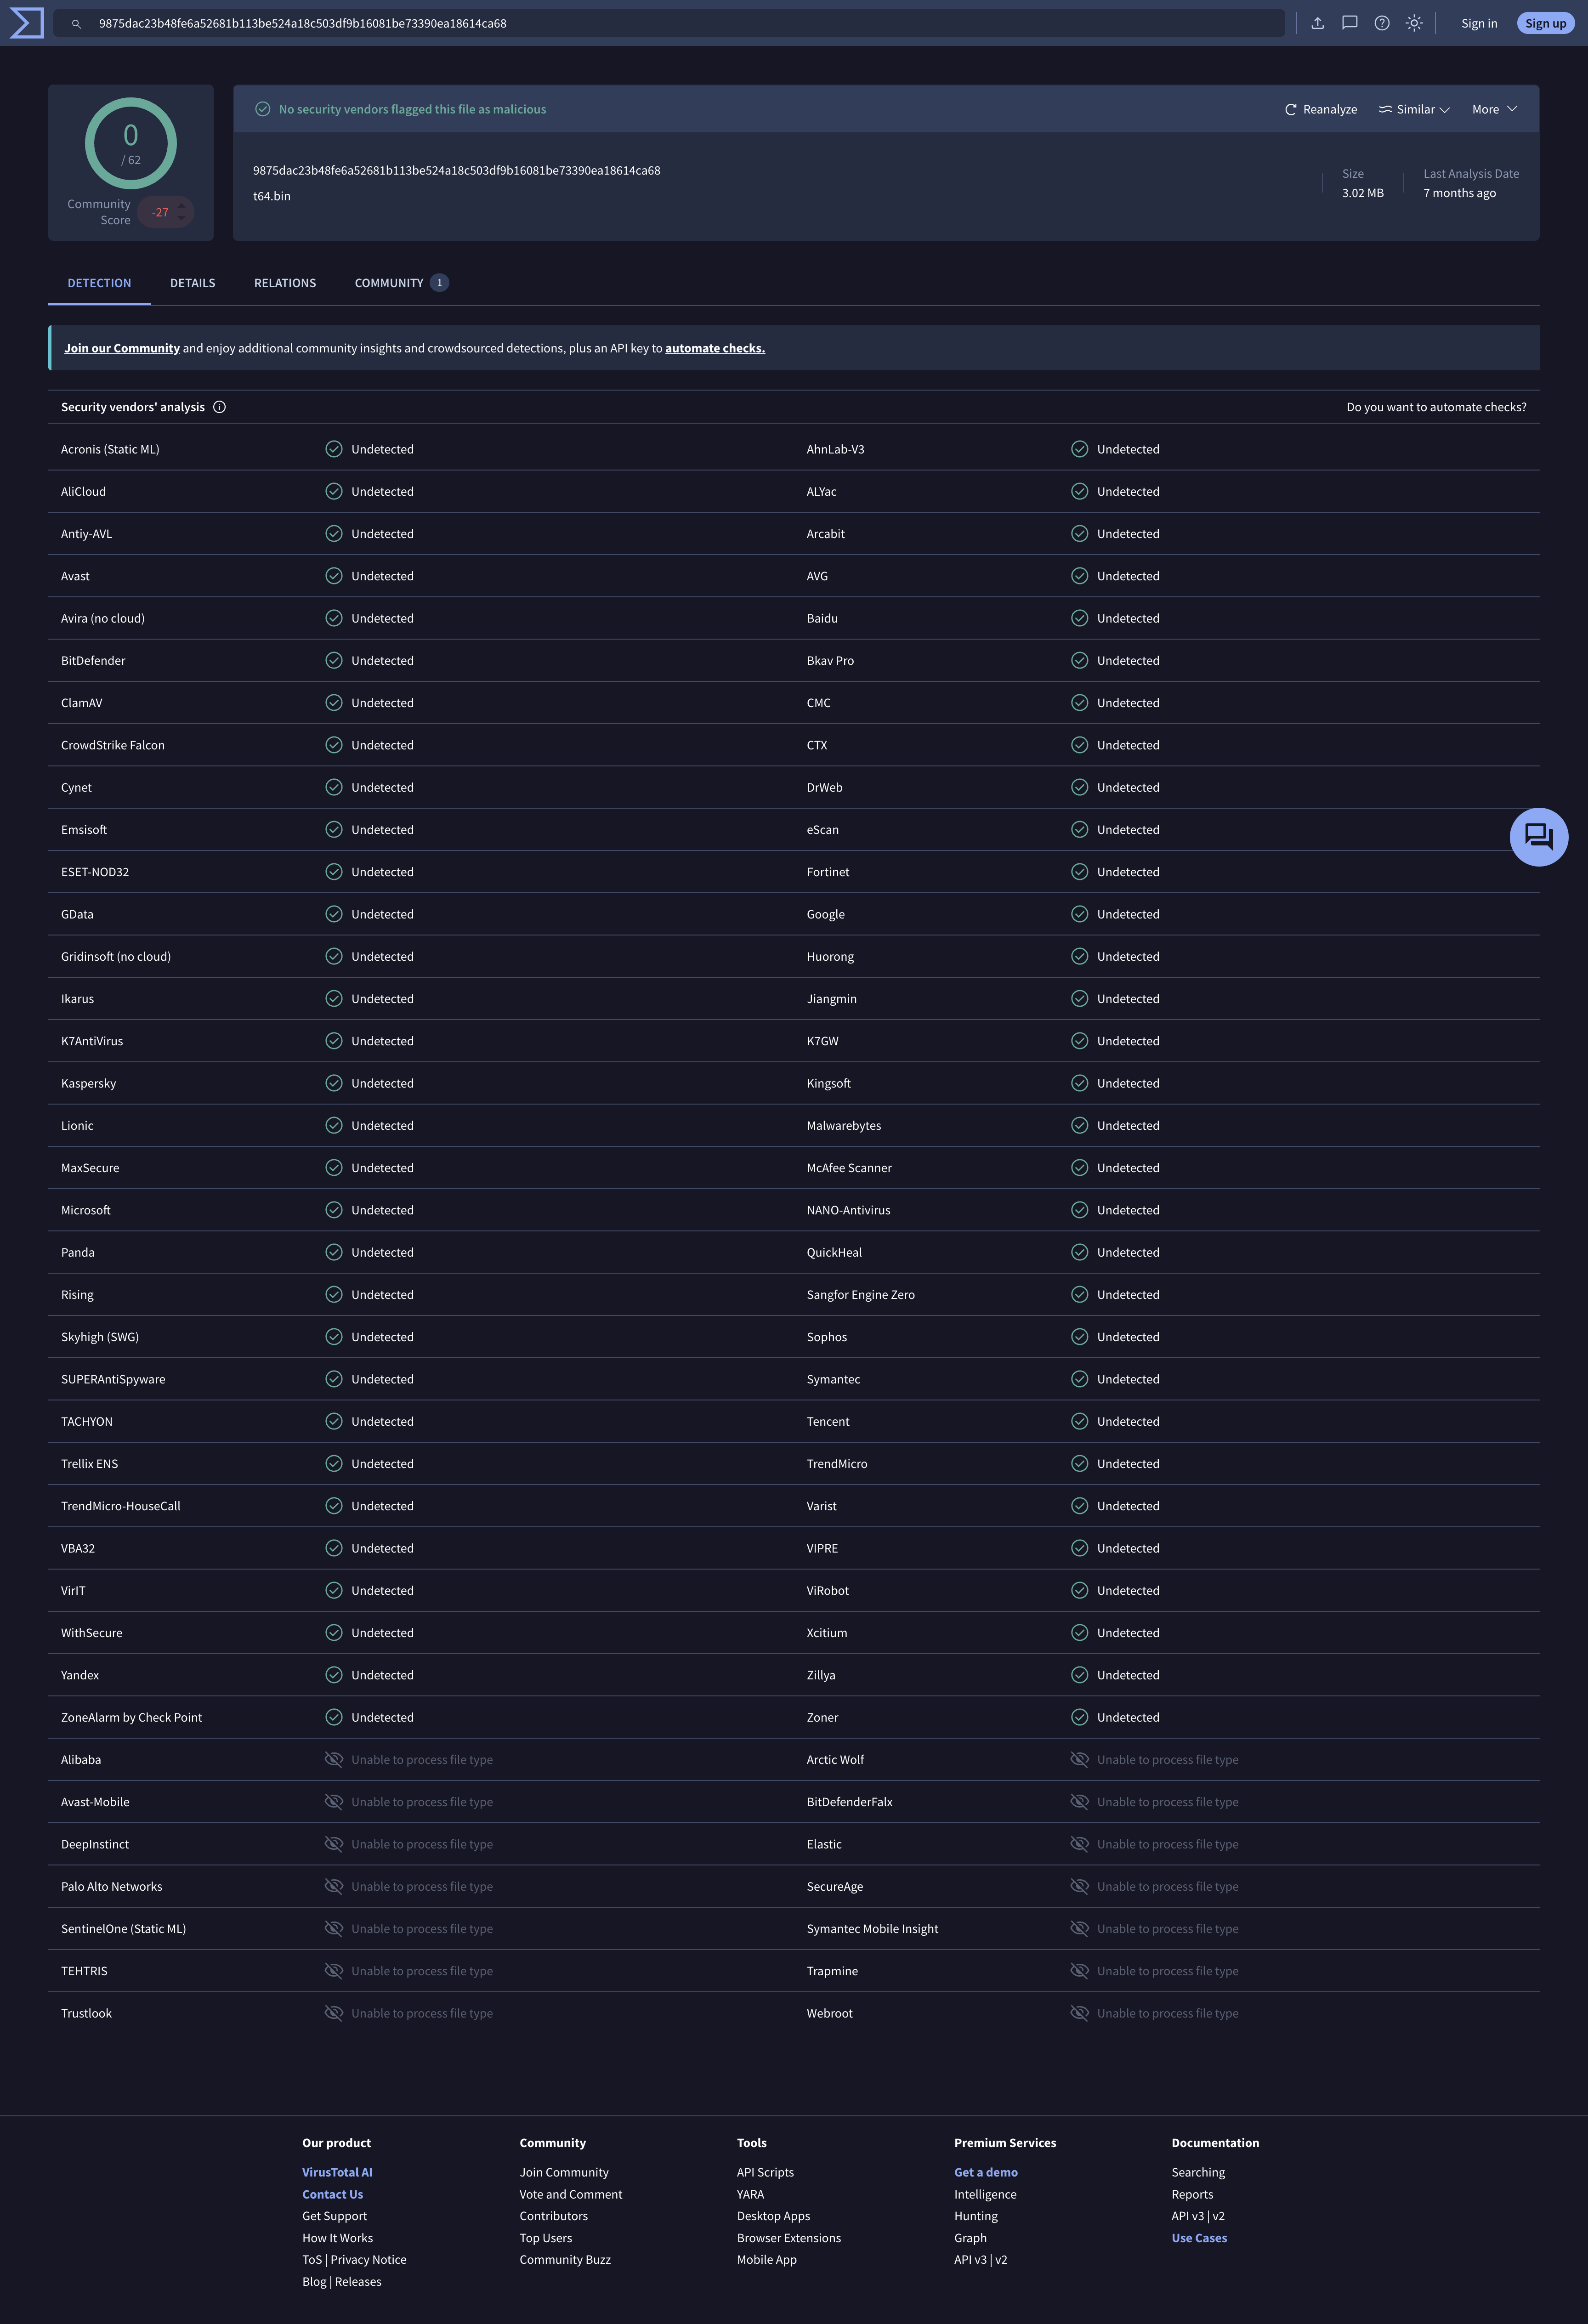 9875dac23b48fe6a52681b113be524a18c503df9b16081be73390ea18614ca68
Sign in
Sign up
0
/ 62
Community Score
-27
No security vendors flagged this file as malicious
Reanalyze
Similar
More
9875dac23b48fe6a52681b113be524a18c503df9b16081be73390ea18614ca68
t64.bin
Size
3.02 MB
Last Analysis Date
7 months ago
DETECTION
DETAILS
RELATIONS
COMMUNITY 1
Join our Community and enjoy additional community insights and crowdsourced detections, plus an API key to automate checks.
Security vendors' analysis
Do you want to automate checks?
Acronis (Static ML) Undetected AhnLab-V3 Undetected
AliCloud Undetected ALYac Undetected
Antiy-AVL Undetected Arcabit Undetected
Avast Undetected AVG Undetected
Avira (no cloud) Undetected Baidu Undetected
BitDefender Undetected Bkav Pro Undetected
ClamAV Undetected CMC Undetected
CrowdStrike Falcon Undetected CTX Undetected
Cynet Undetected DrWeb Undetected
Emsisoft Undetected eScan Undetected
ESET-NOD32 Undetected Fortinet Undetected
GData Undetected Google Undetected
Gridinsoft (no cloud) Undetected Huorong Undetected
Ikarus Undetected Jiangmin Undetected
K7AntiVirus Undetected K7GW Undetected
Kaspersky Undetected Kingsoft Undetected
Lionic Undetected Malwarebytes Undetected
MaxSecure Undetected McAfee Scanner Undetected
Microsoft Undetected NANO-Antivirus Undetected
Panda Undetected QuickHeal Undetected
Rising Undetected Sangfor Engine Zero Undetected
Skyhigh (SWG) Undetected Sophos Undetected
SUPERAntiSpyware Undetected Symantec Undetected
TACHYON Undetected Tencent Undetected
Trellix ENS Undetected TrendMicro Undetected
TrendMicro-HouseCall Undetected Varist Undetected
VBA32 Undetected VIPRE Undetected
VirIT Undetected ViRobot Undetected
WithSecure Undetected Xcitium Undetected
Yandex Undetected Zillya Undetected
ZoneAlarm by Check Point Undetected Zoner Undetected
Alibaba Unable to process file type Arctic Wolf Unable to process file type
Avast-Mobile Unable to process file type BitDefenderFalx Unable to process file type
DeepInstinct Unable to process file type Elastic Unable to process file type
Palo Alto Networks Unable to process file type SecureAge Unable to process file type
SentinelOne (Static ML) Unable to process file type Symantec Mobile Insight Unable to process file type
TEHTRIS Unable to process file type Trapmine Unable to process file type
Trustlook Unable to process file type Webroot Unable to process file type
Our product
VirusTotal AI
Contact Us
Get Support
How It Works
ToS | Privacy Notice
Blog | Releases
Community
Join Community
Vote and Comment
Contributors
Top Users
Community Buzz
Tools
API Scripts
YARA
Desktop Apps
Browser Extensions
Mobile App
Premium Services
Get a demo
Intelligence
Hunting
Graph
API v3 | v2
Documentation
Searching
Reports
API v3 | v2
Use Cases